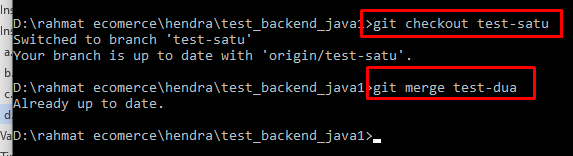 Ins
D:\rahmat ecomerce\hendra\test_backend_java1>git checkout test-satu
Switched to branch 'test-satu'
Your branch is up to date with 'origin/test-satu'.
a.
b.
D:\rahmat ecomerce\hendra\test_backend_java1>git merge test-dua
c.
Already up to date.
d.
D:\rahmat ecomerce\hendra\test_backend_java1>
Va